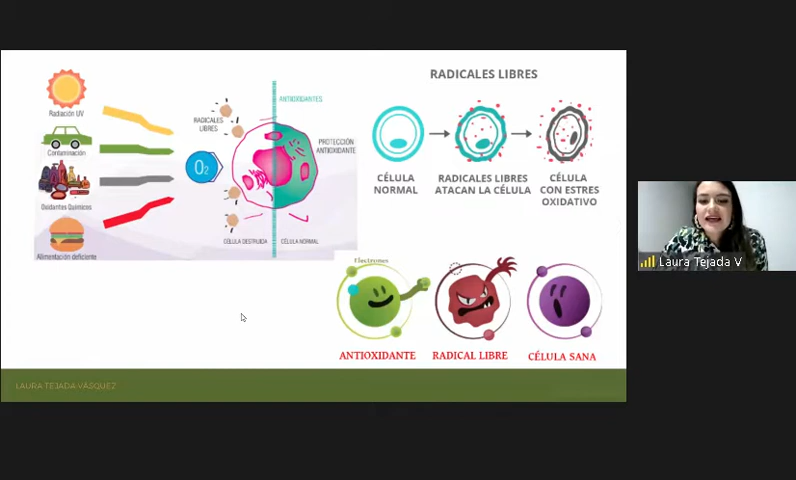 Radiación UV
Contaminación
Oxidantes Químicos
Alimentación deficiente
RADICALES
LIBRES
O2
ANTIOXIDANTES
PROTECCIÓN
ANTIOXIDANTE
CÉLULA DESTRUIDA
CÉLULA NORMAL
RADICALES LIBRES
CÉLULA
NORMAL
RADICALES LIBRES
ATACAN LA CÉLULA
CÉLULA
CON ESTRES
OXIDATIVO
Electrones
ANTIOXIDANTE
RADICAL LIBRE
CÉLULA SANA
LAURA TEJADA VÁSQUEZ
Laura Tejada V